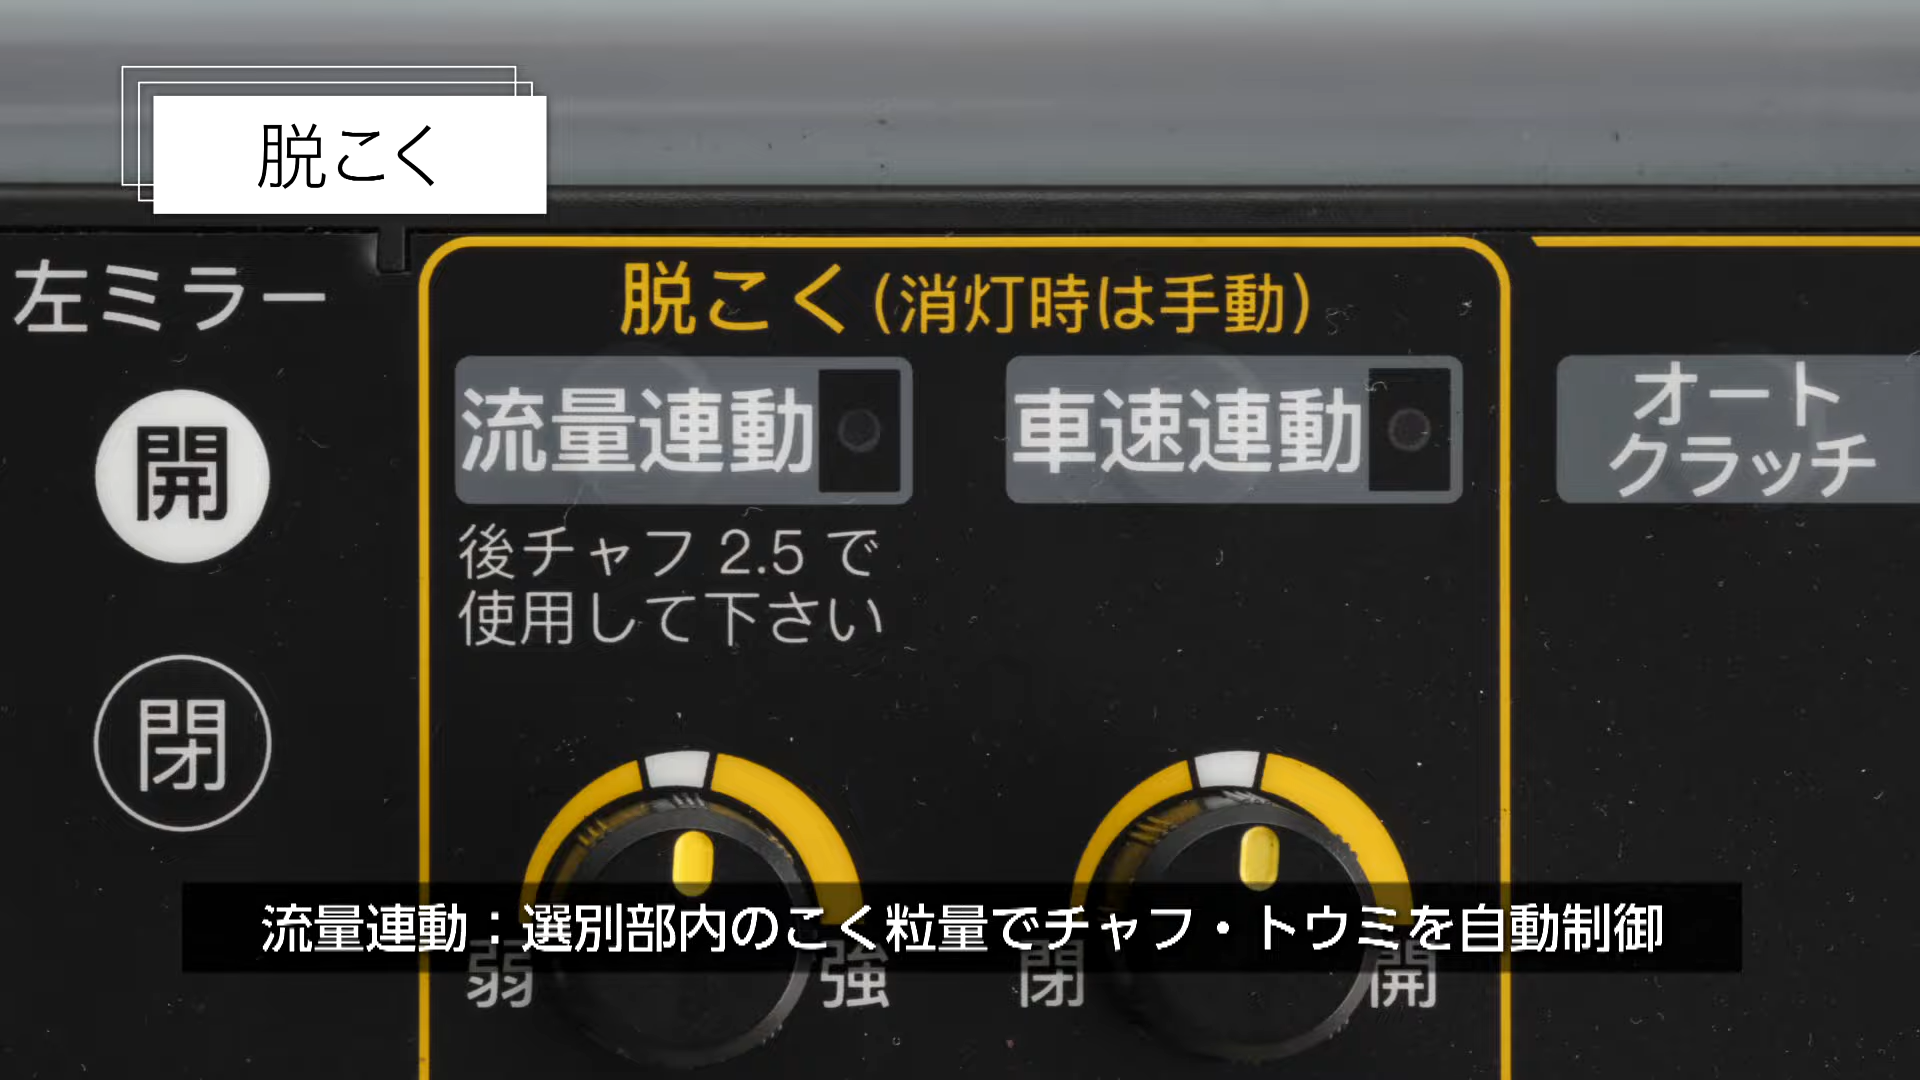 脱こく
左ミラー
開
閉
脱こく(消灯時は手動)
流量連動
車速連動
オート
クラッチ
後チャフ 2.5 で
使用して下さい
弱
強
閉
開
流量連動：選別部内のこく粒量でチャフ・トウミを自動制御